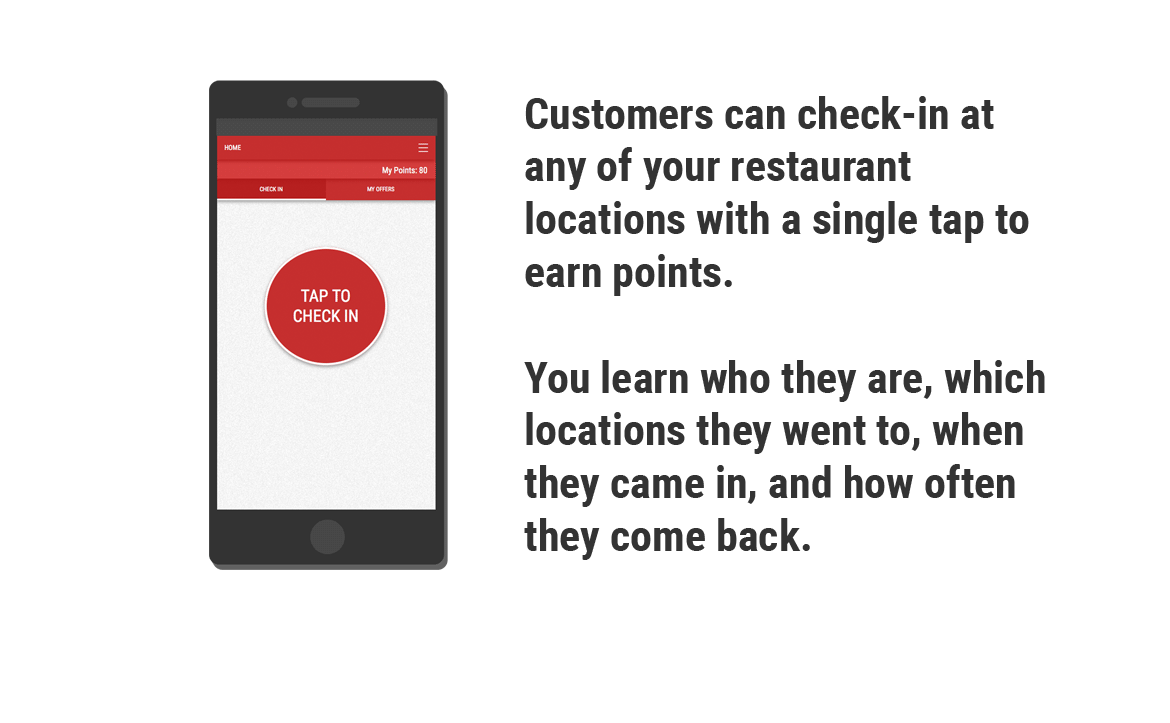 HOME
My Points: 80
CHECK IN MY OFFERS
TAP TO
CHECK IN
Customers can check-in at
any of your restaurant
locations with a single tap to
earn points.
You learn who they are, which
locations they went to, when
they came in, and how often
they come back.